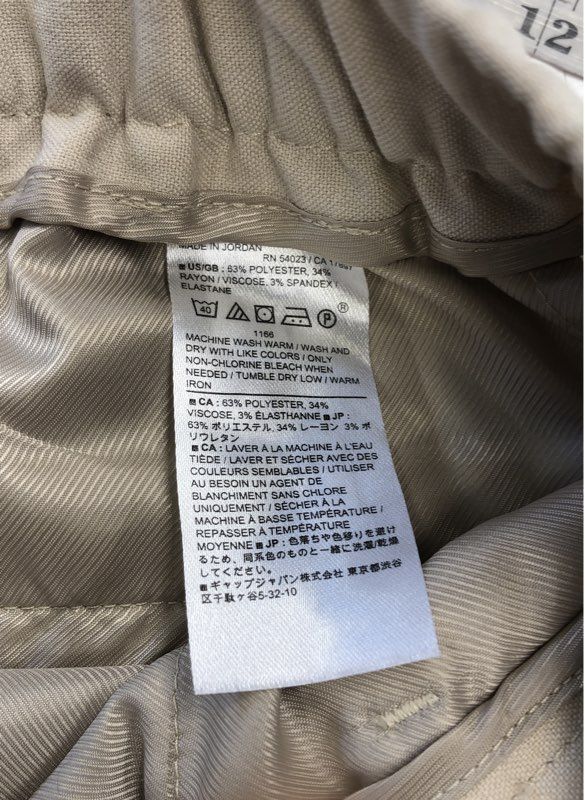 12
MADE IN JORDAN
RN 54023 / CA 17897
■ US/GB : 63% POLYESTER, 34%
RAYON / VISCOSE, 3% SPANDEX /
ELASTANE
40 P ®
1166
MACHINE WASH WARM / WASH AND
DRY WITH LIKE COLORS / ONLY
NON-CHLORINE BLEACH WHEN
NEEDED / TUMBLE DRY LOW / WARM
IRON
■ CA : 63% POLYESTER, 34%
VISCOSE, 3% ÉLASTHANNE ■ JP :
63% ポリエステル, 34% レーヨン 3% ポ
リウレタン
■ CA : LAVER À LA MACHINE À L'EAU
TIÈDE / LAVER ET SÉCHER AVEC DES
COULEURS SEMBLABLES / UTILISER
AU BESOIN UN AGENT DE
BLANCHIMENT SANS CHLORE
UNIQUEMENT / SÉCHER À LA
MACHINE À BASSE TEMPÉRATURE /
REPASSER À TEMPÉRATURE
MOYENNE ■ JP : 色落ちや色移りを避け
るため、同系色のものと一緒に洗濯/乾燥
してください。
■ ギャップジャパン株式会社 東京都渋谷
区千駄ヶ谷5-32-10